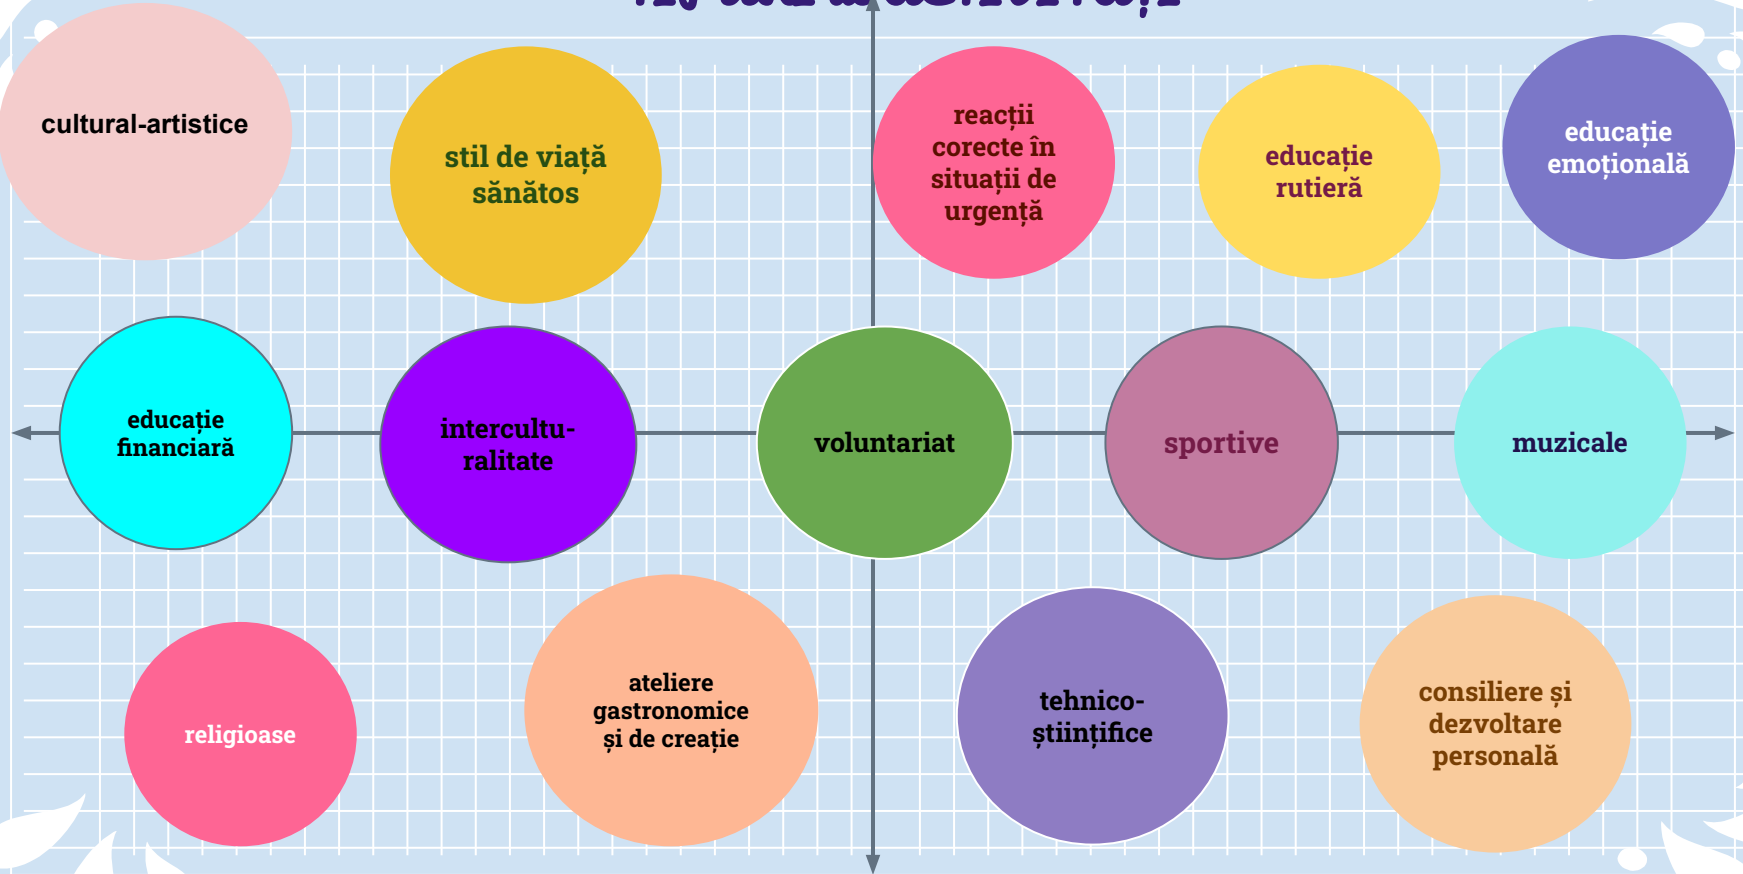 cultural-artistice
stil de viață
sănătos
reacții
corecte în
situații de
urgență
educație
rutieră
educație
emoțională
educație
financiară
intercultu-
ralitate
voluntariat
sportive
muzicale
religioase
ateliere
gastronomice
și de creație
tehnico-
științifice
consiliere și
dezvoltare
personală